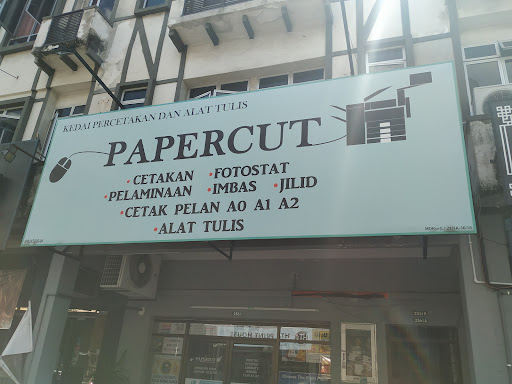 KEDAI PERCETAKAN DAN ALAT TULIS
PAPERCUT
• CETAKAN • FOTOSTAT
• PELAMINAAN • IMBAS • JILID
• CETAK PELAN A0 A1 A2
• ALAT TULIS